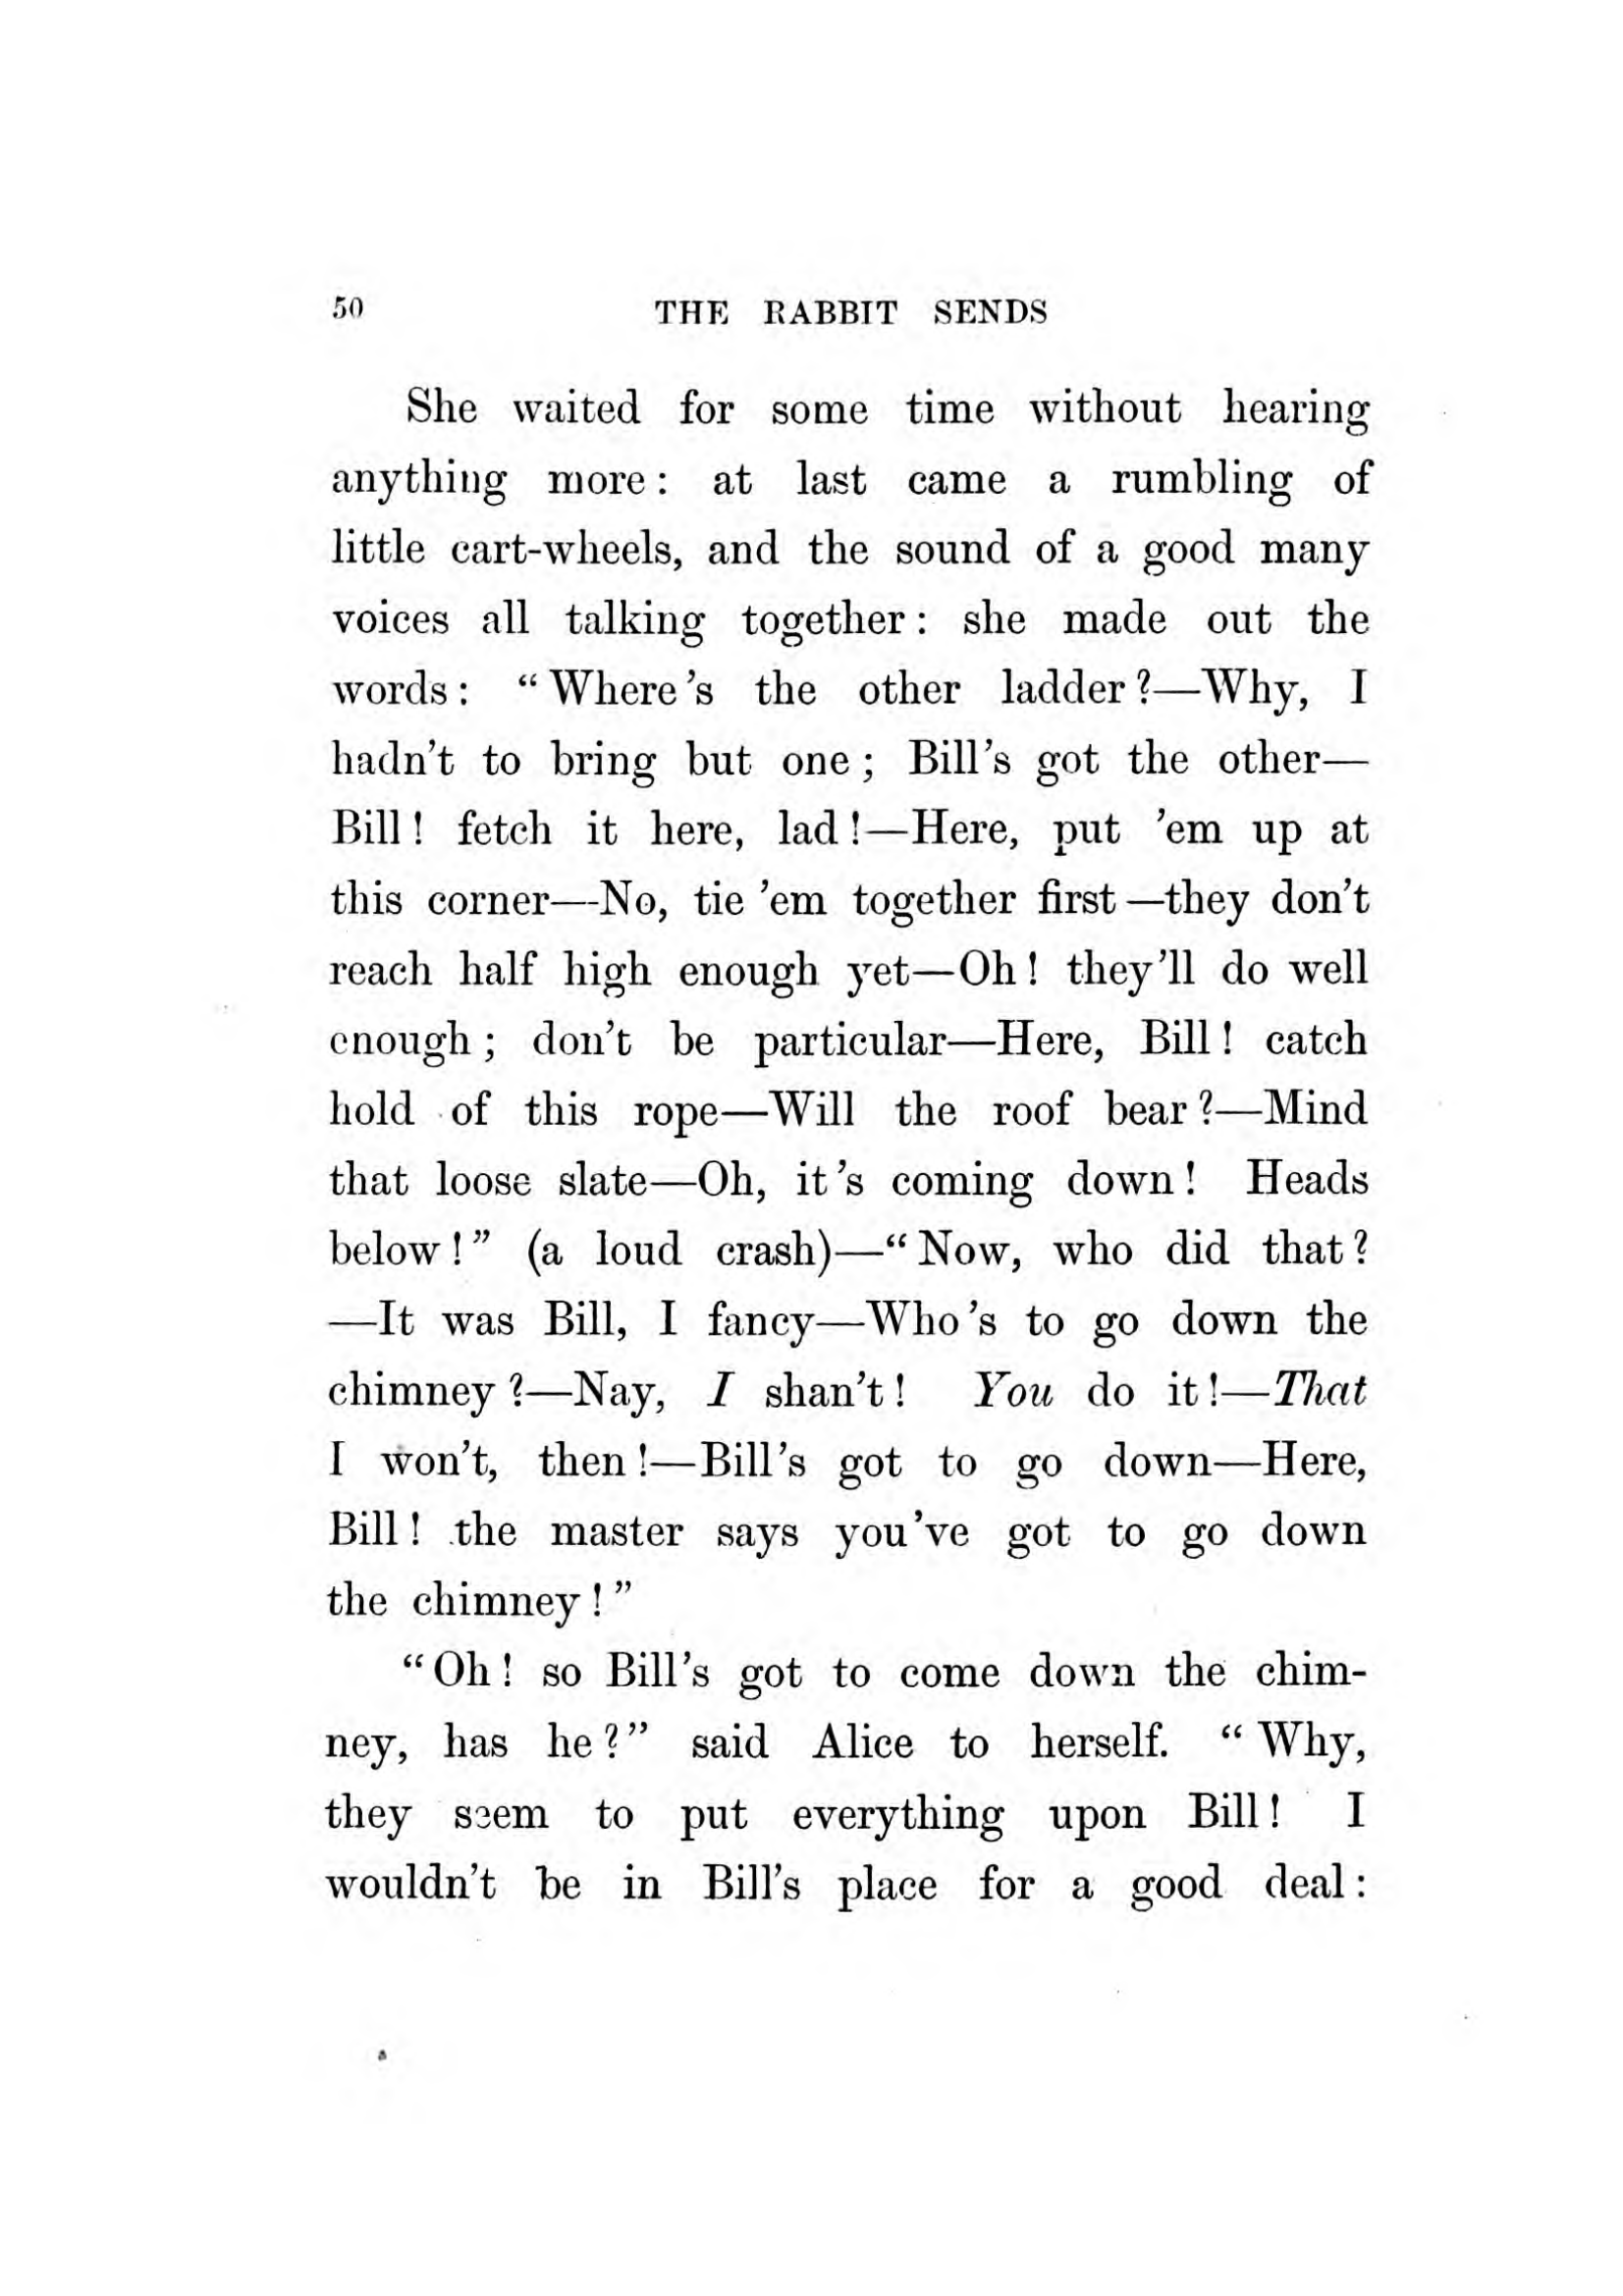 50 THE RABBIT SENDS
She waited for some time without hearing
anything more: at last came a rumbling of
little cart-wheels, and the sound of a good many
voices all talking together: she made out the
words: “Where's the other ladder?—Why, I
hadn't to bring but one; Bill's got the other—
Bill! fetch it here, lad!—Here, put 'em up at
this corner—No, tie 'em together first—they don't
reach half high enough yet—Oh! they'll do well
enough; don't be particular—Here, Bill! catch
hold of this rope—Will the roof bear?—Mind
that loose slate—Oh, it's coming down! Heads
below!” (a loud crash)—“Now, who did that?
—It was Bill, I fancy—Who's to go down the
chimney?—Nay, I shan't! You do it!—That
I won't, then!—Bill's got to go down—Here,
Bill! the master says you've got to go down
the chimney!”
“Oh! so Bill's got to come down the chim-
ney, has he?” said Alice to herself. “Why,
they seem to put everything upon Bill! I
wouldn't be in Bill's place for a good deal: